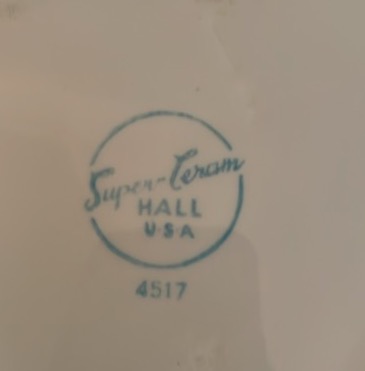 Super-Ceram
HALL
U·S·A
4517